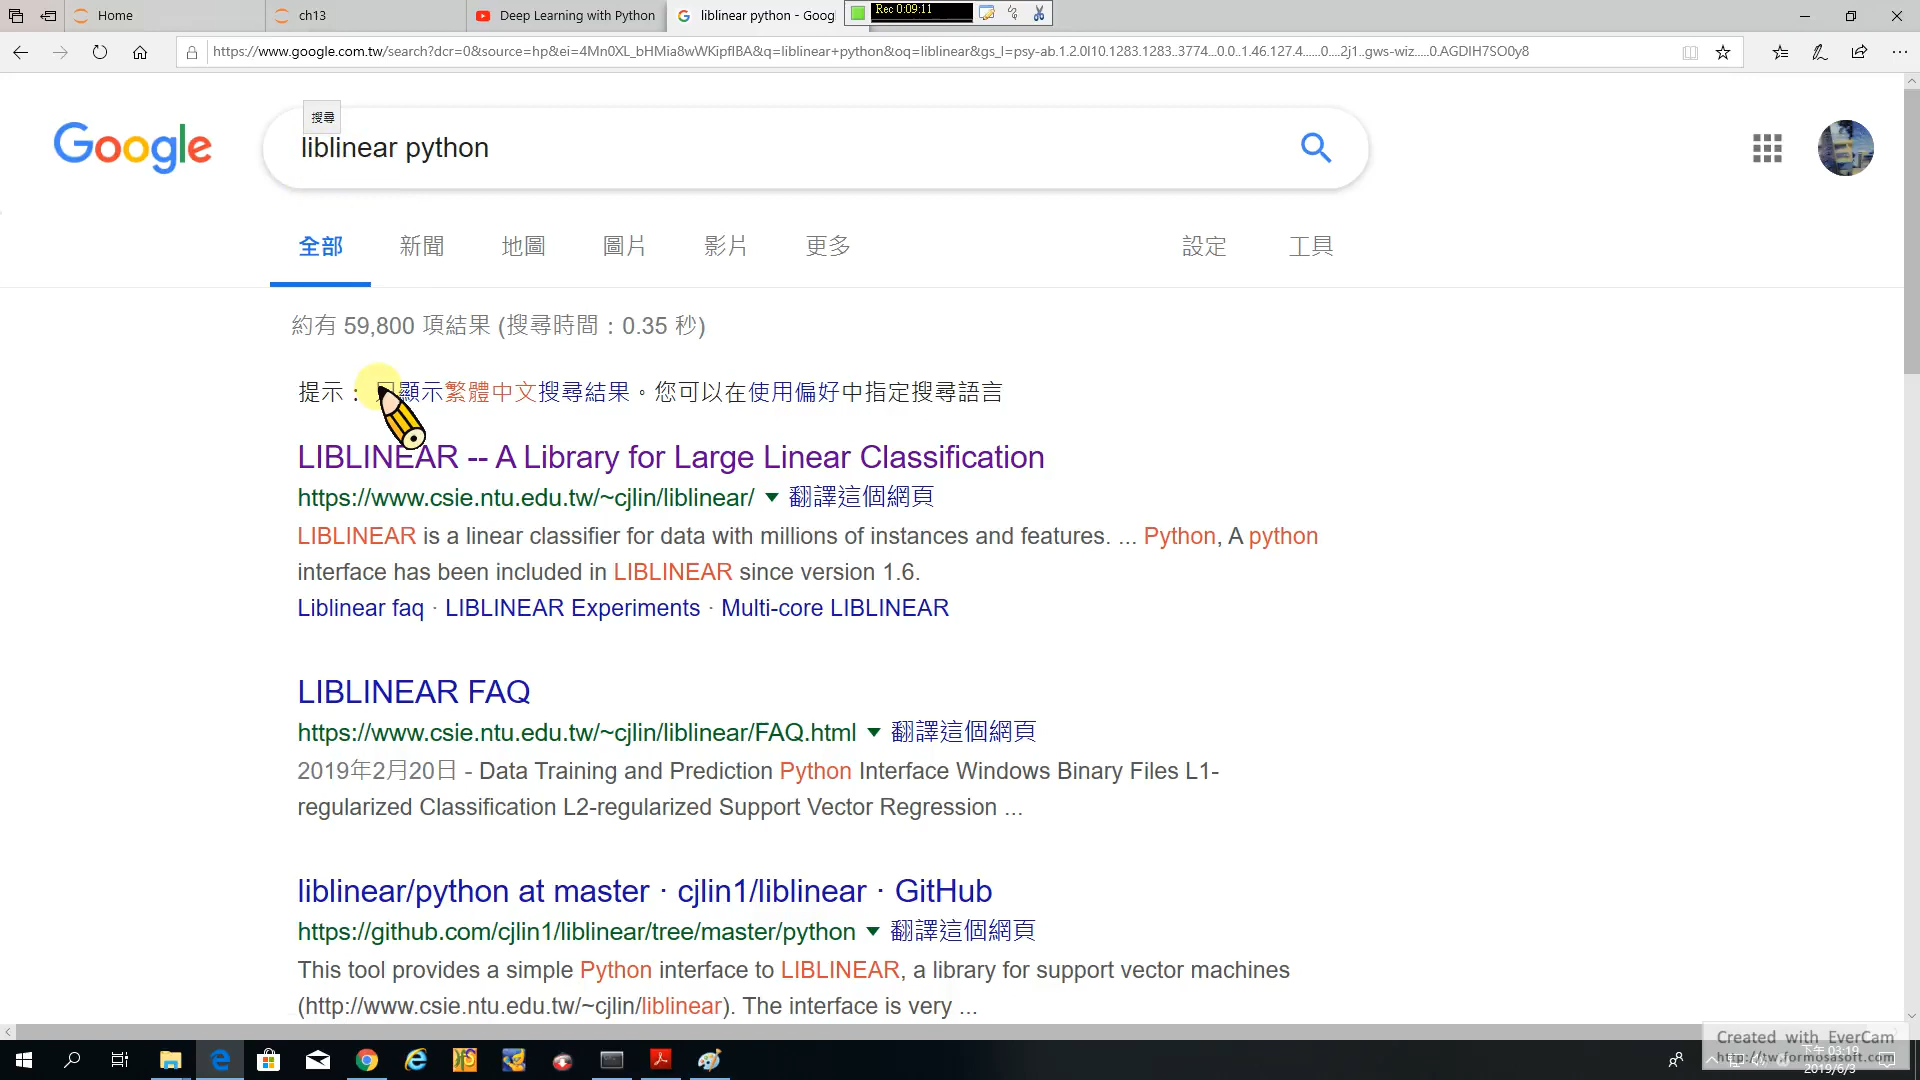 Home
ch13
Deep Learning with Python
liblinear python - Goog
Rec 0:09:11
https://www.google.com.tw/search?dcr=0&source=hp&ei=4Mn0XL_bHMia8wWKipfIBA&q=liblinear+python&oq=liblinear&gs_l=psy-ab.1.2.0l10.1283.1283..3774...0.0..1.46.127.4......0....2j1..gws-wiz.....0.AGDIH7SO0y8
搜尋
Google
liblinear python
全部 新聞 地圖 圖片 影片 更多 設定 工具
約有 59,800 項結果 (搜尋時間：0.35 秒)
提示： 顯示繁體中文搜尋結果。您可以在使用偏好中指定搜尋語言
LIBLINEAR -- A Library for Large Linear Classification
https://www.csie.ntu.edu.tw/~cjlin/liblinear/ 翻譯這個網頁
LIBLINEAR is a linear classifier for data with millions of instances and features. ... Python, A python
interface has been included in LIBLINEAR since version 1.6.
Liblinear faq · LIBLINEAR Experiments · Multi-core LIBLINEAR
LIBLINEAR FAQ
https://www.csie.ntu.edu.tw/~cjlin/liblinear/FAQ.html 翻譯這個網頁
2019年2月20日 - Data Training and Prediction Python Interface Windows Binary Files L1-
regularized Classification L2-regularized Support Vector Regression ...
liblinear/python at master · cjlin1/liblinear · GitHub
https://github.com/cjlin1/liblinear/tree/master/python 翻譯這個網頁
This tool provides a simple Python interface to LIBLINEAR, a library for support vector machines
(http://www.csie.ntu.edu.tw/~cjlin/liblinear). The interface is very ...
Created with EverCam
http://tw.formosasoft.com
下午 03:19
2019/6/3